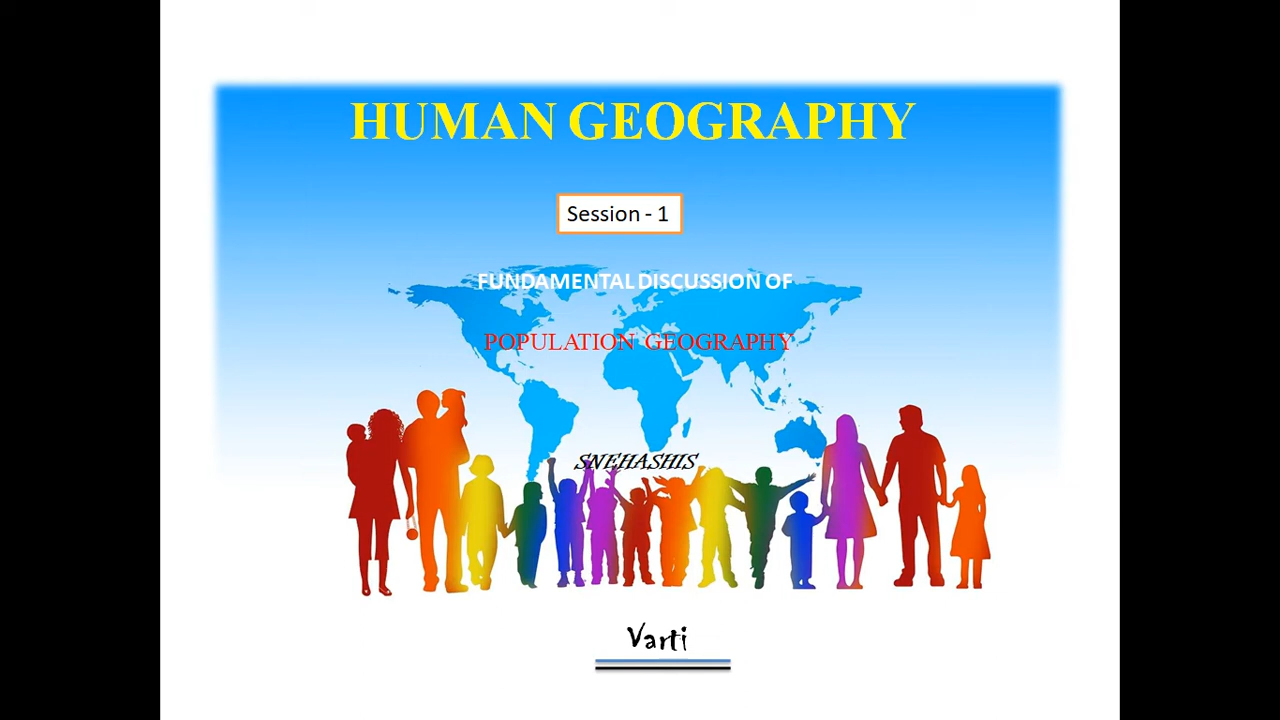 HUMAN GEOGRAPHY
Session - 1
FUNDAMENTAL DISCUSSION OF
POPULATION GEOGRAPHY
SNEHASHIS
Varti